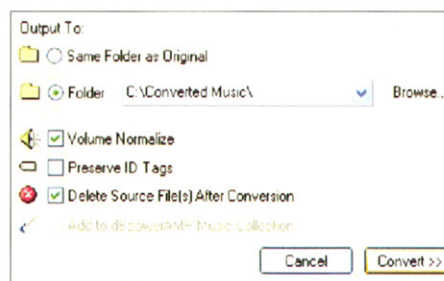 Output To:
Same Folder as Original
Folder C:\Converted Music\ Browse..
Volume Normalize
Preserve ID Tags
Delete Source File(s) After Conversion
Add to dBpowerAMP Music Collection
Cancel Convert >>